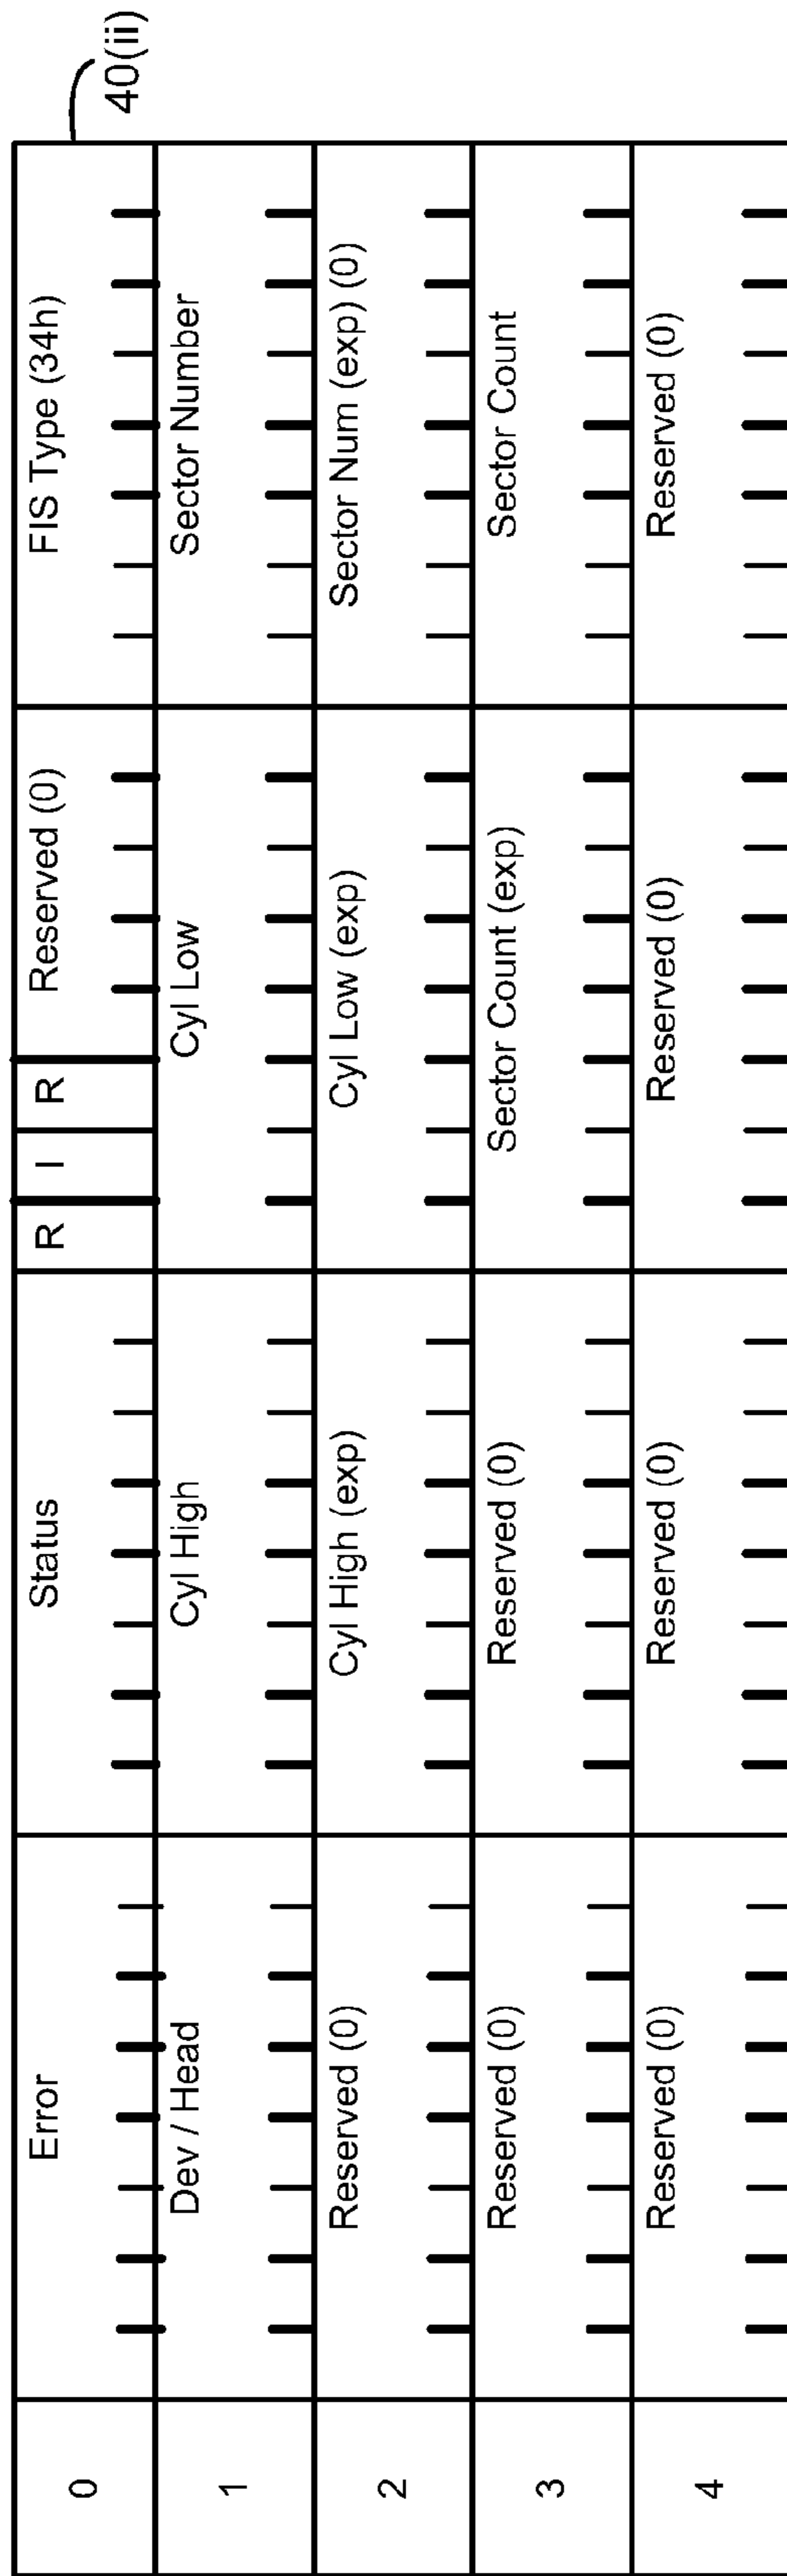 40(ii)
0 Error Status R I R Reserved (0) FIS Type (34h)
1 Dev / Head Cyl High Cyl Low Sector Number
2 Reserved (0) Cyl High (exp) Cyl Low (exp) Sector Num (exp) (0)
3 Reserved (0) Reserved (0) Sector Count (exp) Sector Count
4 Reserved (0) Reserved (0) Reserved (0) Reserved (0)